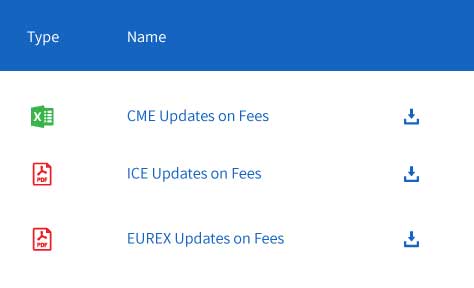 Type Name
X CME Updates on Fees
PDF ICE Updates on Fees
PDF EUREX Updates on Fees